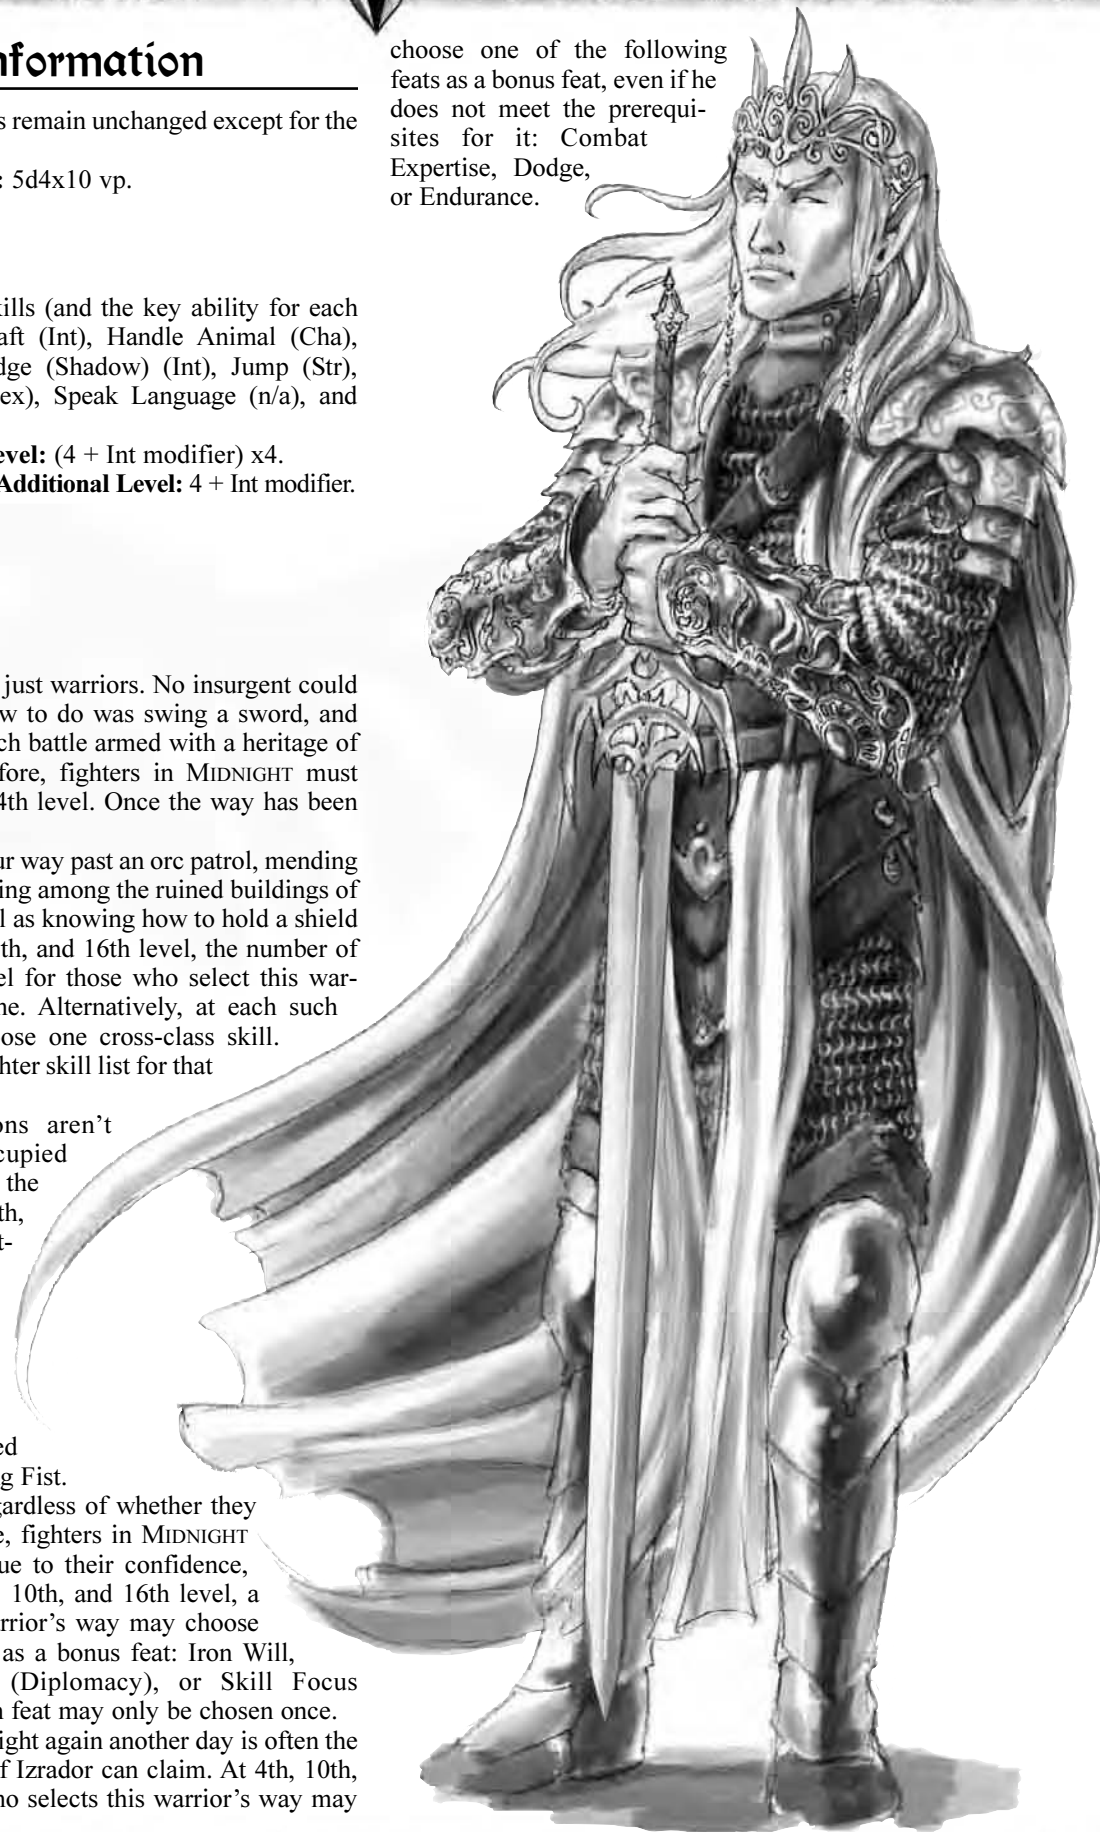 formation
s remain unchanged except for the
: 5d4x10 vp.
kills (and the key ability for each
aft (Int), Handle Animal (Cha),
dge (Shadow) (Int), Jump (Str),
ex), Speak Language (n/a), and
evel: (4 + Int modifier) x4.
Additional Level: 4 + Int modifier.
just warriors. No insurgent could
w to do was swing a sword, and
ch battle armed with a heritage of
fore, fighters in MIDNIGHT must
4th level. Once the way has been
ur way past an orc patrol, mending
ing among the ruined buildings of
l as knowing how to hold a shield
th, and 16th level, the number of
el for those who select this war-
ne. Alternatively, at each such
ose one cross-class skill.
hter skill list for that
ons aren't
cupied
the
th,
t-
ed
g Fist.
gardless of whether they
e, fighters in MIDNIGHT
ue to their confidence,
10th, and 16th level, a
rrior's way may choose
as a bonus feat: Iron Will,
(Diplomacy), or Skill Focus
n feat may only be chosen once.
ight again another day is often the
f Izrador can claim. At 4th, 10th,
ho selects this warrior's way may
choose one of the following
feats as a bonus feat, even if he
does not meet the prerequi-
sites for it: Combat
Expertise, Dodge,
or Endurance.